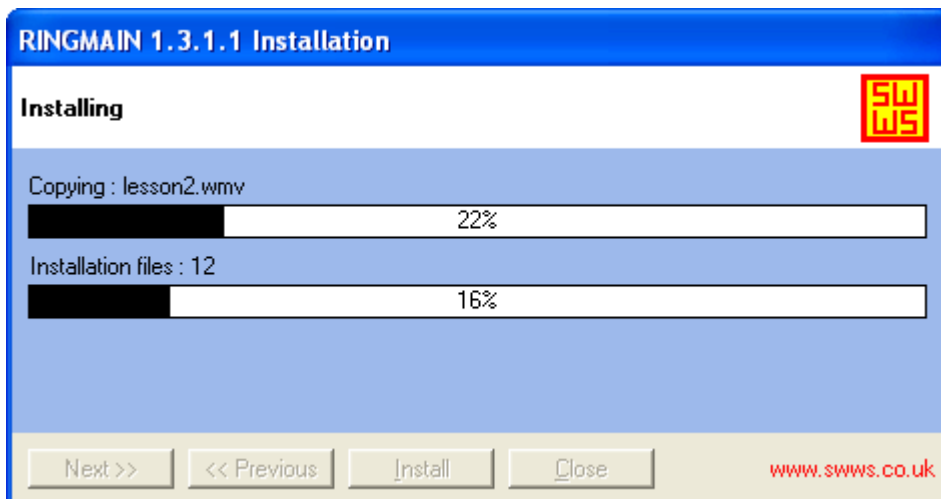 RINGMAIN 1.3.1.1 Installation
Installing
SW
WS
Copying : lesson2.wmv
22%
Installation files : 12
16%
Next >> << Previous Install Close www.swws.co.uk